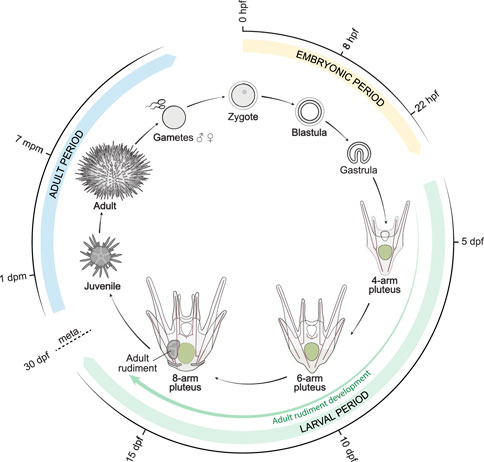 0 hpf
8 hpf
22 hpf
EMBRYONIC PERIOD
ADULT PERIOD
7 mpm
1 dpm
Zygote
Gametes ♂♀
Blastula
Gastrula
Adult
Juvenile
4-arm
pluteus
5 dpf
meta.
30 dpf
Adult
rudiment
8-arm
pluteus
6-arm
pluteus
Adult rudiment development
LARVAL PERIOD
15 dpf
10 dpf